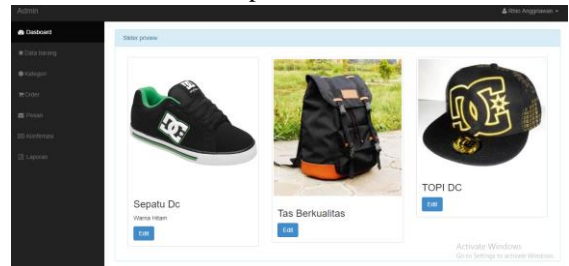 Admin
Rino Anggriawan
Dasboard
Data barang
Kategori
Order
Pesan
Konfirmasi
Laporan
Slider preview
Sepatu Dc
Warna Hitam
Edit
Tas Berkualitas
Edit
TOPI DC
Edit
Activate Windows
Go to Settings to activate Windows.